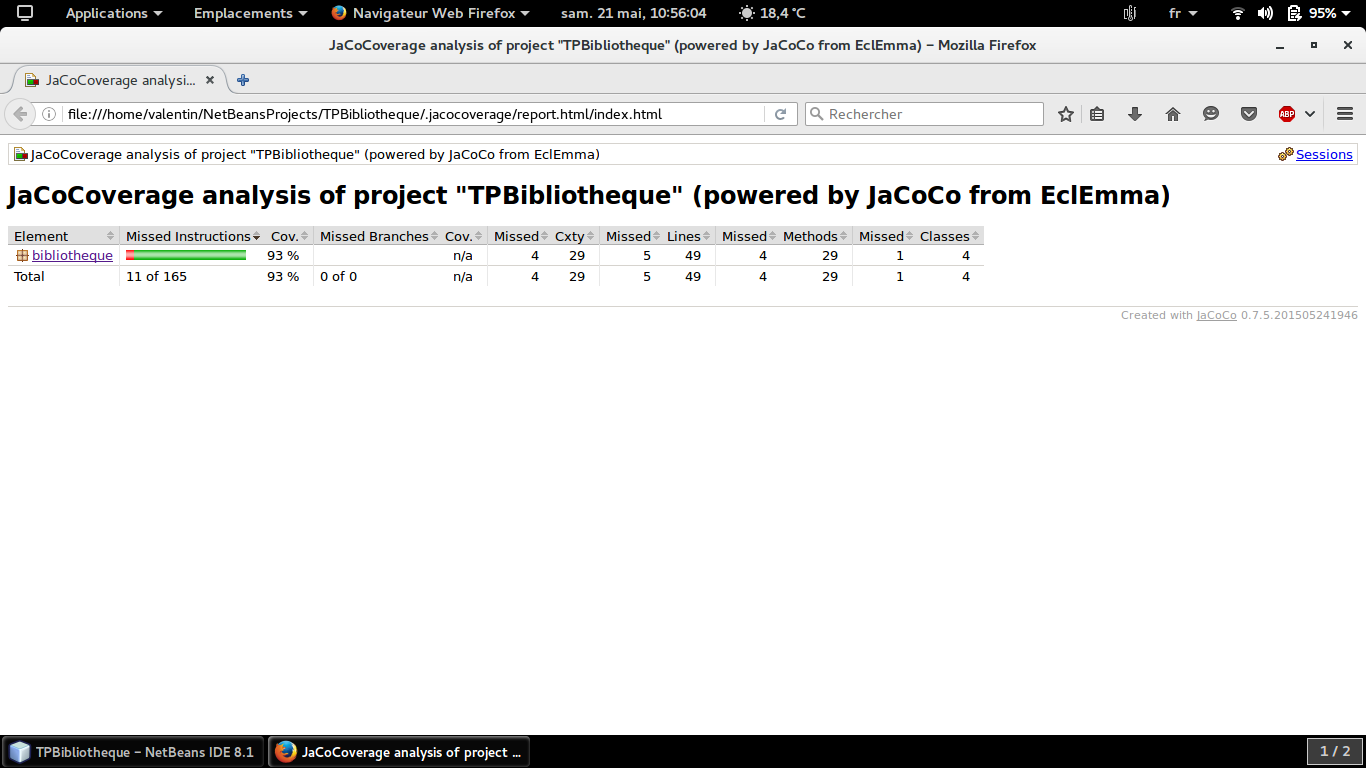 Applications Emplacements Navigateur Web Firefox sam. 21 mai, 10:56:04 18,4 °C fr 95%
JaCoCoverage analysis of project "TPBibliotheque" (powered by JaCoCo from EclEmma) – Mozilla Firefox
JaCoCoverage analysi...
file:///home/valentin/NetBeansProjects/TPBibliotheque/.jacocoverage/report.html/index.html Rechercher ABP
JaCoCoverage analysis of project "TPBibliotheque" (powered by JaCoCo from EclEmma) Sessions
JaCoCoverage analysis of project "TPBibliotheque" (powered by JaCoCo from EclEmma)
Element Missed Instructions Cov. Missed Branches Cov. Missed Cxty Missed Lines Missed Methods Missed Classes
bibliotheque 93 % n/a 4 29 5 49 4 29 1 4
Total 11 of 165 93 % 0 of 0 n/a 4 29 5 49 4 29 1 4
Created with JaCoCo 0.7.5.201505241946
TPBibliotheque – NetBeans IDE 8.1 JaCoCoverage analysis of project ... 1 / 2